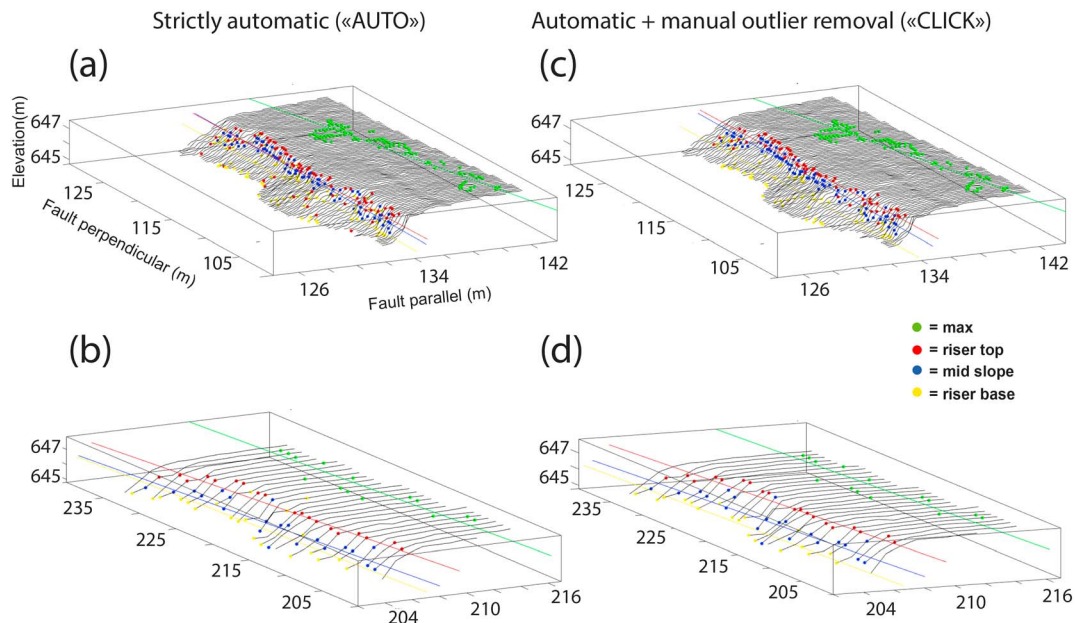 Strictly automatic («AUTO»)
Automatic + manual outlier removal («CLICK»)
(a)
(c)
Elevation(m)
647
645
125
115
105
Fault perpendicular (m)
126
134
142
Fault parallel (m)
647
645
125
115
105
126
134
142
(b)
(d)
= max
= riser top
= mid slope
= riser base
647
645
235
225
215
205
204
210
216
647
645
235
225
215
205
204
210
216